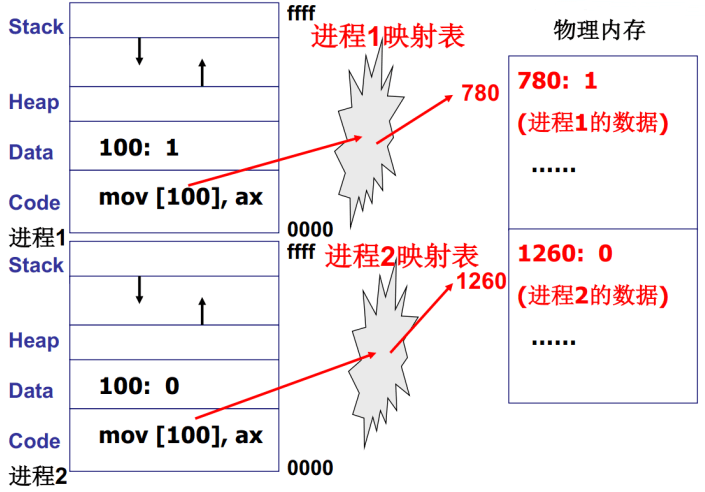 Stack
ffff
进程1映射表
物理内存
780
780: 1
(进程1的数据)
......
Heap
Data
100: 1
Code
mov [100], ax
0000
进程1
Stack
ffff
进程2映射表
1260
1260: 0
(进程2的数据)
......
Heap
Data
100: 0
Code
mov [100], ax
0000
进程2